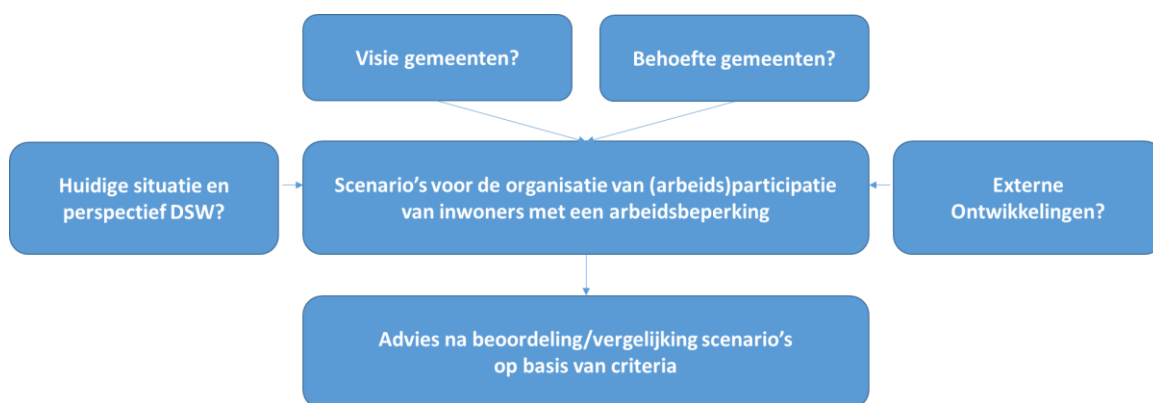 Visie gemeenten?
Behoefte gemeenten?
Huidige situatie en
perspectief DSW?
Scenario's voor de organisatie van (arbeids)participatie
van inwoners met een arbeidsbeperking
Externe
Ontwikkelingen?
Advies na beoordeling/vergelijking scenario's
op basis van criteria